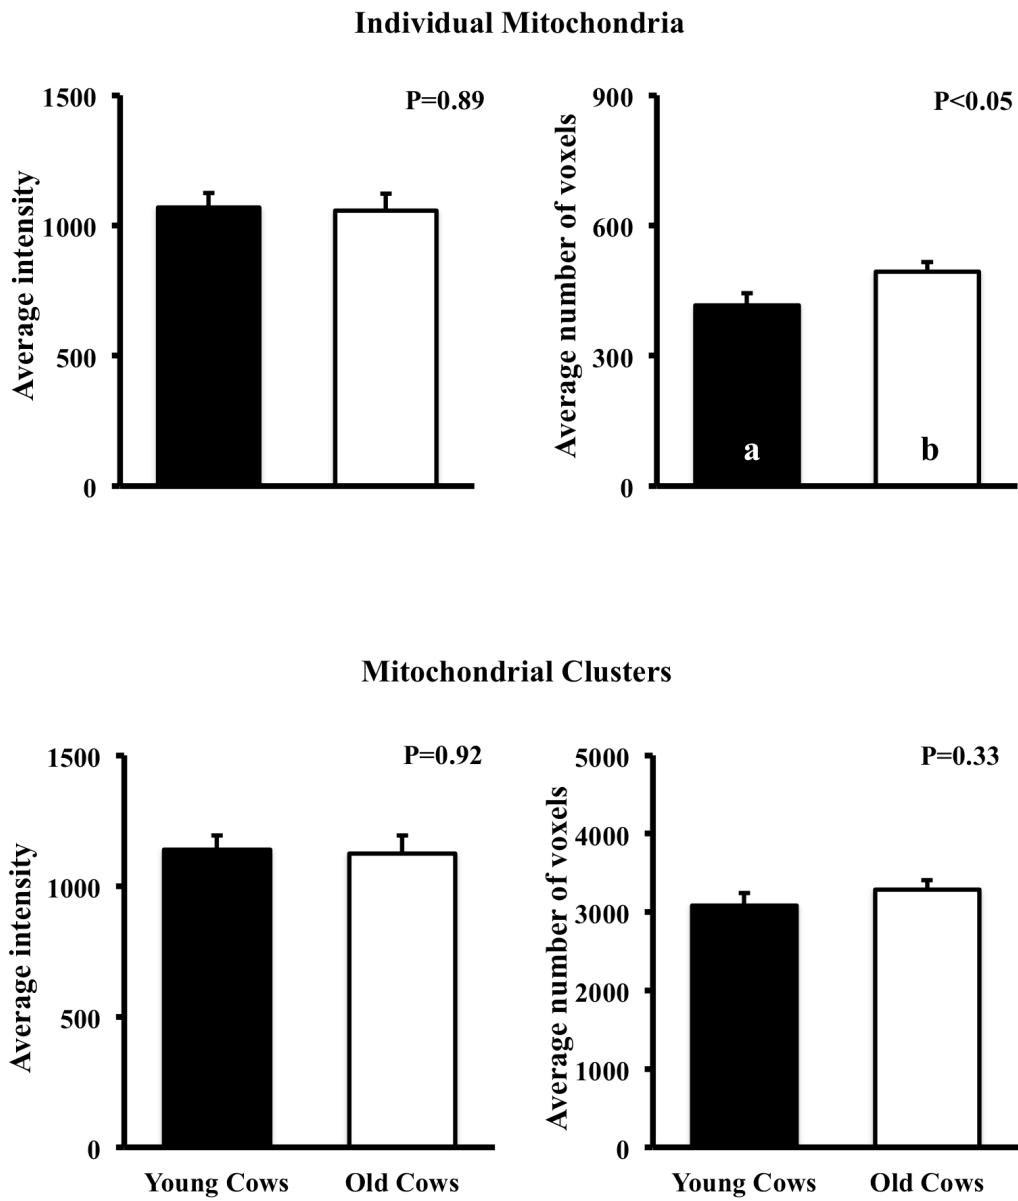 Individual Mitochondria
Average intensity
1500
1000
500
0
P=0.89
Average number of voxels
900
600
300
0
P<0.05
a
b
Mitochondrial Clusters
Average intensity
1500
1000
500
0
P=0.92
Young Cows
Old Cows
Average number of voxels
5000
4000
3000
2000
1000
0
P=0.33
Young Cows
Old Cows